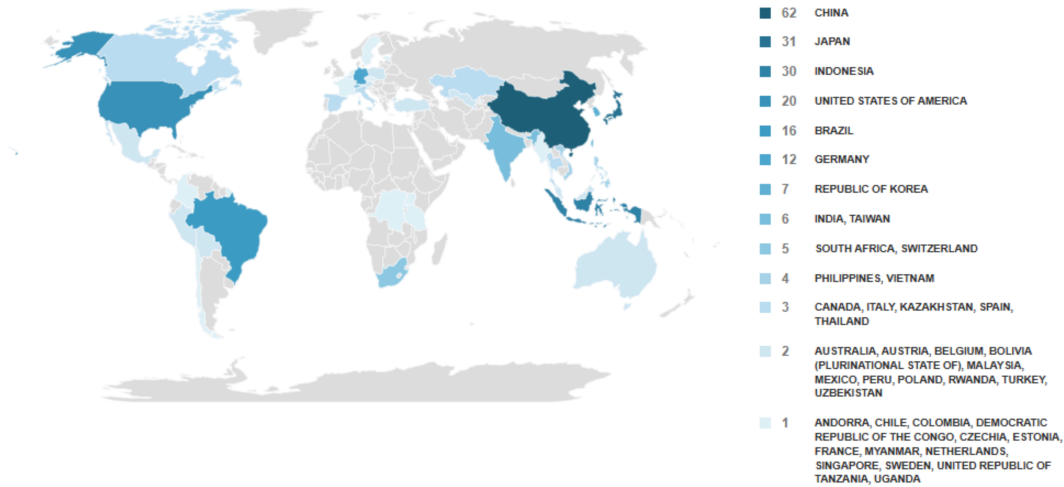 62 CHINA
31 JAPAN
30 INDONESIA
20 UNITED STATES OF AMERICA
16 BRAZIL
12 GERMANY
7 REPUBLIC OF KOREA
6 INDIA, TAIWAN
5 SOUTH AFRICA, SWITZERLAND
4 PHILIPPINES, VIETNAM
3 CANADA, ITALY, KAZAKHSTAN, SPAIN,
THAILAND
2 AUSTRALIA, AUSTRIA, BELGIUM, BOLIVIA
(PLURINATIONAL STATE OF), MALAYSIA,
MEXICO, PERU, POLAND, RWANDA, TURKEY,
UZBEKISTAN
1 ANDORRA, CHILE, COLOMBIA, DEMOCRATIC
REPUBLIC OF THE CONGO, CZECHIA, ESTONIA,
FRANCE, MYANMAR, NETHERLANDS,
SINGAPORE, SWEDEN, UNITED REPUBLIC OF
TANZANIA, UGANDA